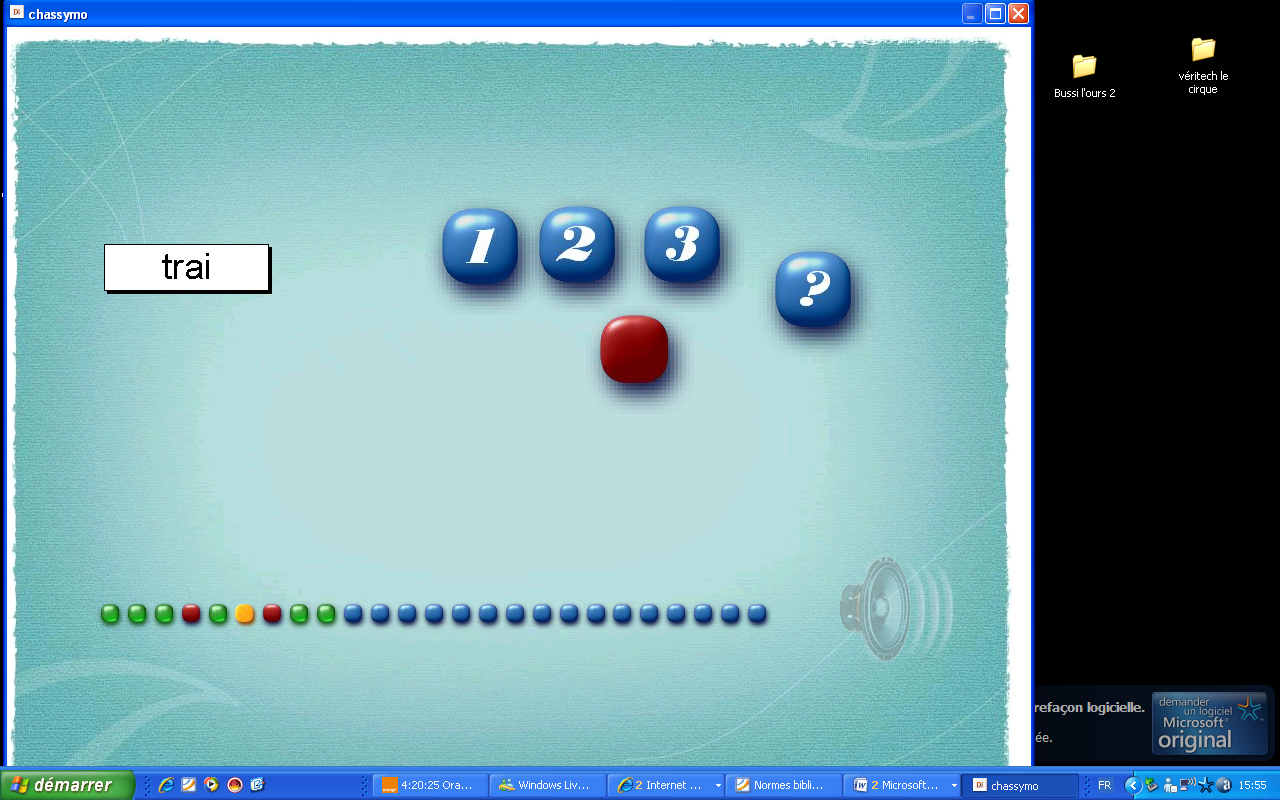 chassymo
Bussi l'ours 2
véritech le
cirque
trai
1 2 3
?
refaçon logicielle.
ée.
demander
un logiciel
Microsoft®
original
démarrer
4:20:25 Ora...
Windows Liv...
2 Internet ...
Normes bibli...
2 Microsoft...
chassymo
FR
15:55